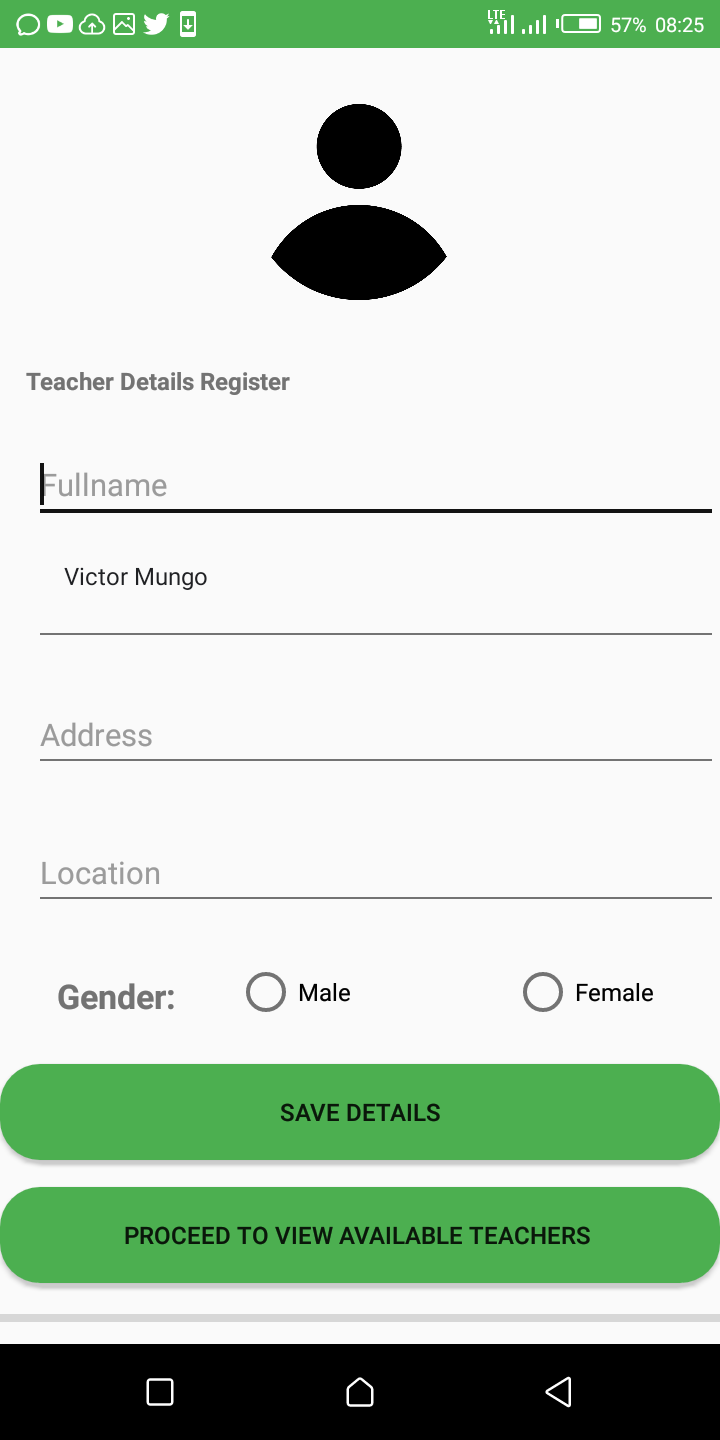 LTE 57% 08:25
Teacher Details Register
Fullname
Victor Mungo
Address
Location
Gender: Male Female
SAVE DETAILS
PROCEED TO VIEW AVAILABLE TEACHERS